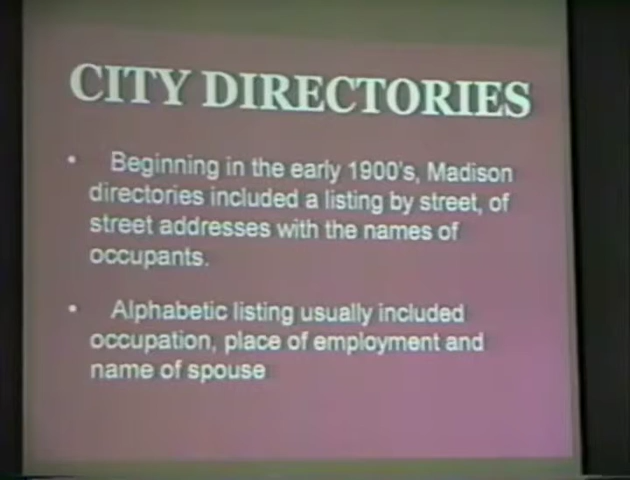 CITY DIRECTORIES
• Beginning in the early 1900's, Madison
directories included a listing by street, of
street addresses with the names of
occupants.
• Alphabetic listing usually included
occupation, place of employment and
name of spouse